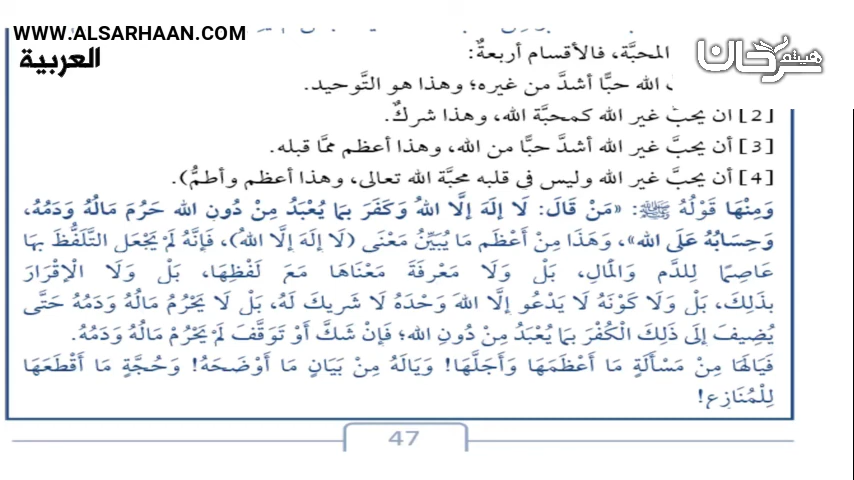 WWW.ALSARHAAN.COM
العربية
هيثم سرحان
المحبَّة، فالأقسام أربعةٌ:
الله حبًّا أشدَّ من غيره؛ وهذا هو التَّوحيد.
[2] أن يحبَّ غير الله كمحبَّة الله، وهذا شركٌ.
[3] أن يحبَّ غير الله أشدَّ حبًّا من الله، وهذا أعظم ممَّا قبله.
[4] أن يحبَّ غير الله وليس في قلبه محبَّة الله تعالى، وهذا أعظم وأطمُّ).
وَمِنْهَا قَوْلُهُ ﷺ: «مَنْ قَالَ: لَا إِلَهَ إِلَّا اللهُ وَكَفَرَ بِمَا يُعْبَدُ مِنْ دُونِ اللهِ حَرُمَ مَالُهُ وَدَمُهُ،
وَحِسَابُهُ عَلَى اللهِ»، وَهَذَا مِنْ أَعْظَمِ مَا يُبَيِّنُ مَعْنَى (لَا إِلَهَ إِلَّا اللهُ)، فَإِنَّهُ لَمْ يَجْعَلِ التَّلَفُّظَ بِهَا
عَاصِمًا لِلدَّمِ وَالمَالِ، بَلْ وَلَا مَعْرِفَةَ مَعْنَاهَا مَعَ لَفْظِهَا، بَلْ وَلَا الْإِقْرَارَ
بِذَلِكَ، بَلْ وَلَا كَوْنَهُ لَا يَدْعُو إِلَّا اللهَ وَحْدَهُ لَا شَرِيكَ لَهُ، بَلْ لَا يَحْرُمُ مَالُهُ وَدَمُهُ حَتَّى
يُضِيفَ إِلَى ذَلِكَ الْكُفْرَ بِمَا يُعْبَدُ مِنْ دُونِ اللهِ؛ فَإِنْ شَكَّ أَوْ تَوَقَّفَ لَمْ يَحْرُمْ مَالُهُ وَدَمُهُ.
فَيَالَهَا مِنْ مَسْأَلَةٍ مَا أَعْظَمَهَا وَأَجَلَّهَا! وَيَالَهُ مِنْ بَيَانٍ مَا أَوْضَحَهُ! وَحُجَّةٍ مَا أَقْطَعَهَا
لِلْمُنَازِعِ!
47